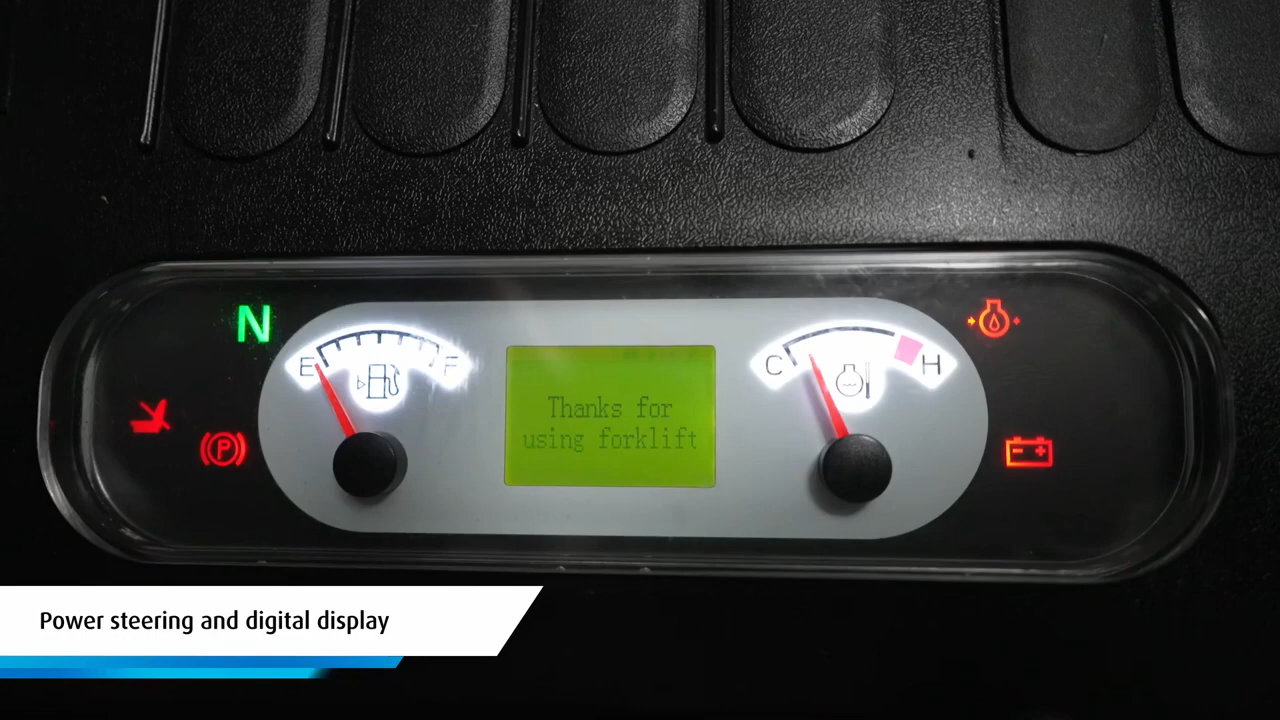 N
E
F
C
H
P
Thanks for
using forklift
Power steering and digital display